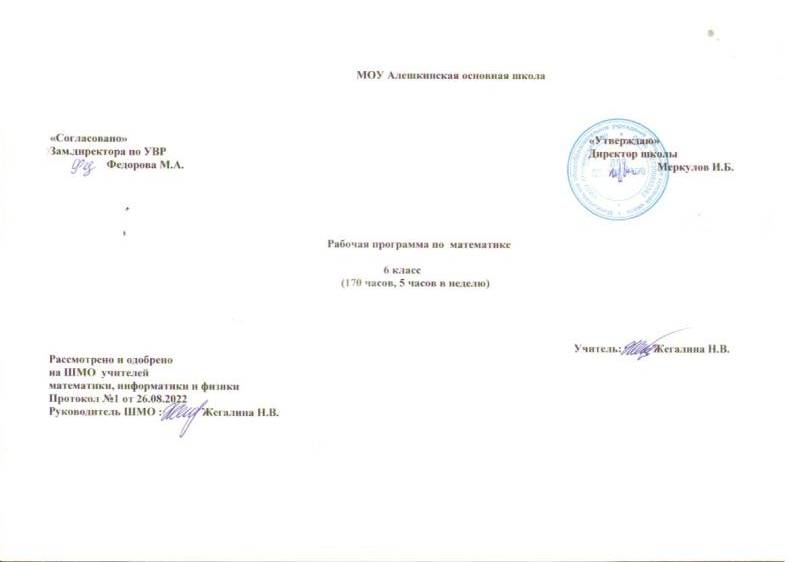 МОУ Алешкинская основная школа
«Согласовано»
Зам.директора по УВР
Федорова М.А.
«Утверждаю»
Директор школы
Меркулов И.Б.
Рабочая программа по математике
6 класс
(170 часов, 5 часов в неделю)
Учитель: Жегалина Н.В.
Рассмотрено и одобрено
на ШМО учителей
математики, информатики и физики
Протокол №1 от 26.08.2022
Руководитель ШМО : Жегалина Н.В.